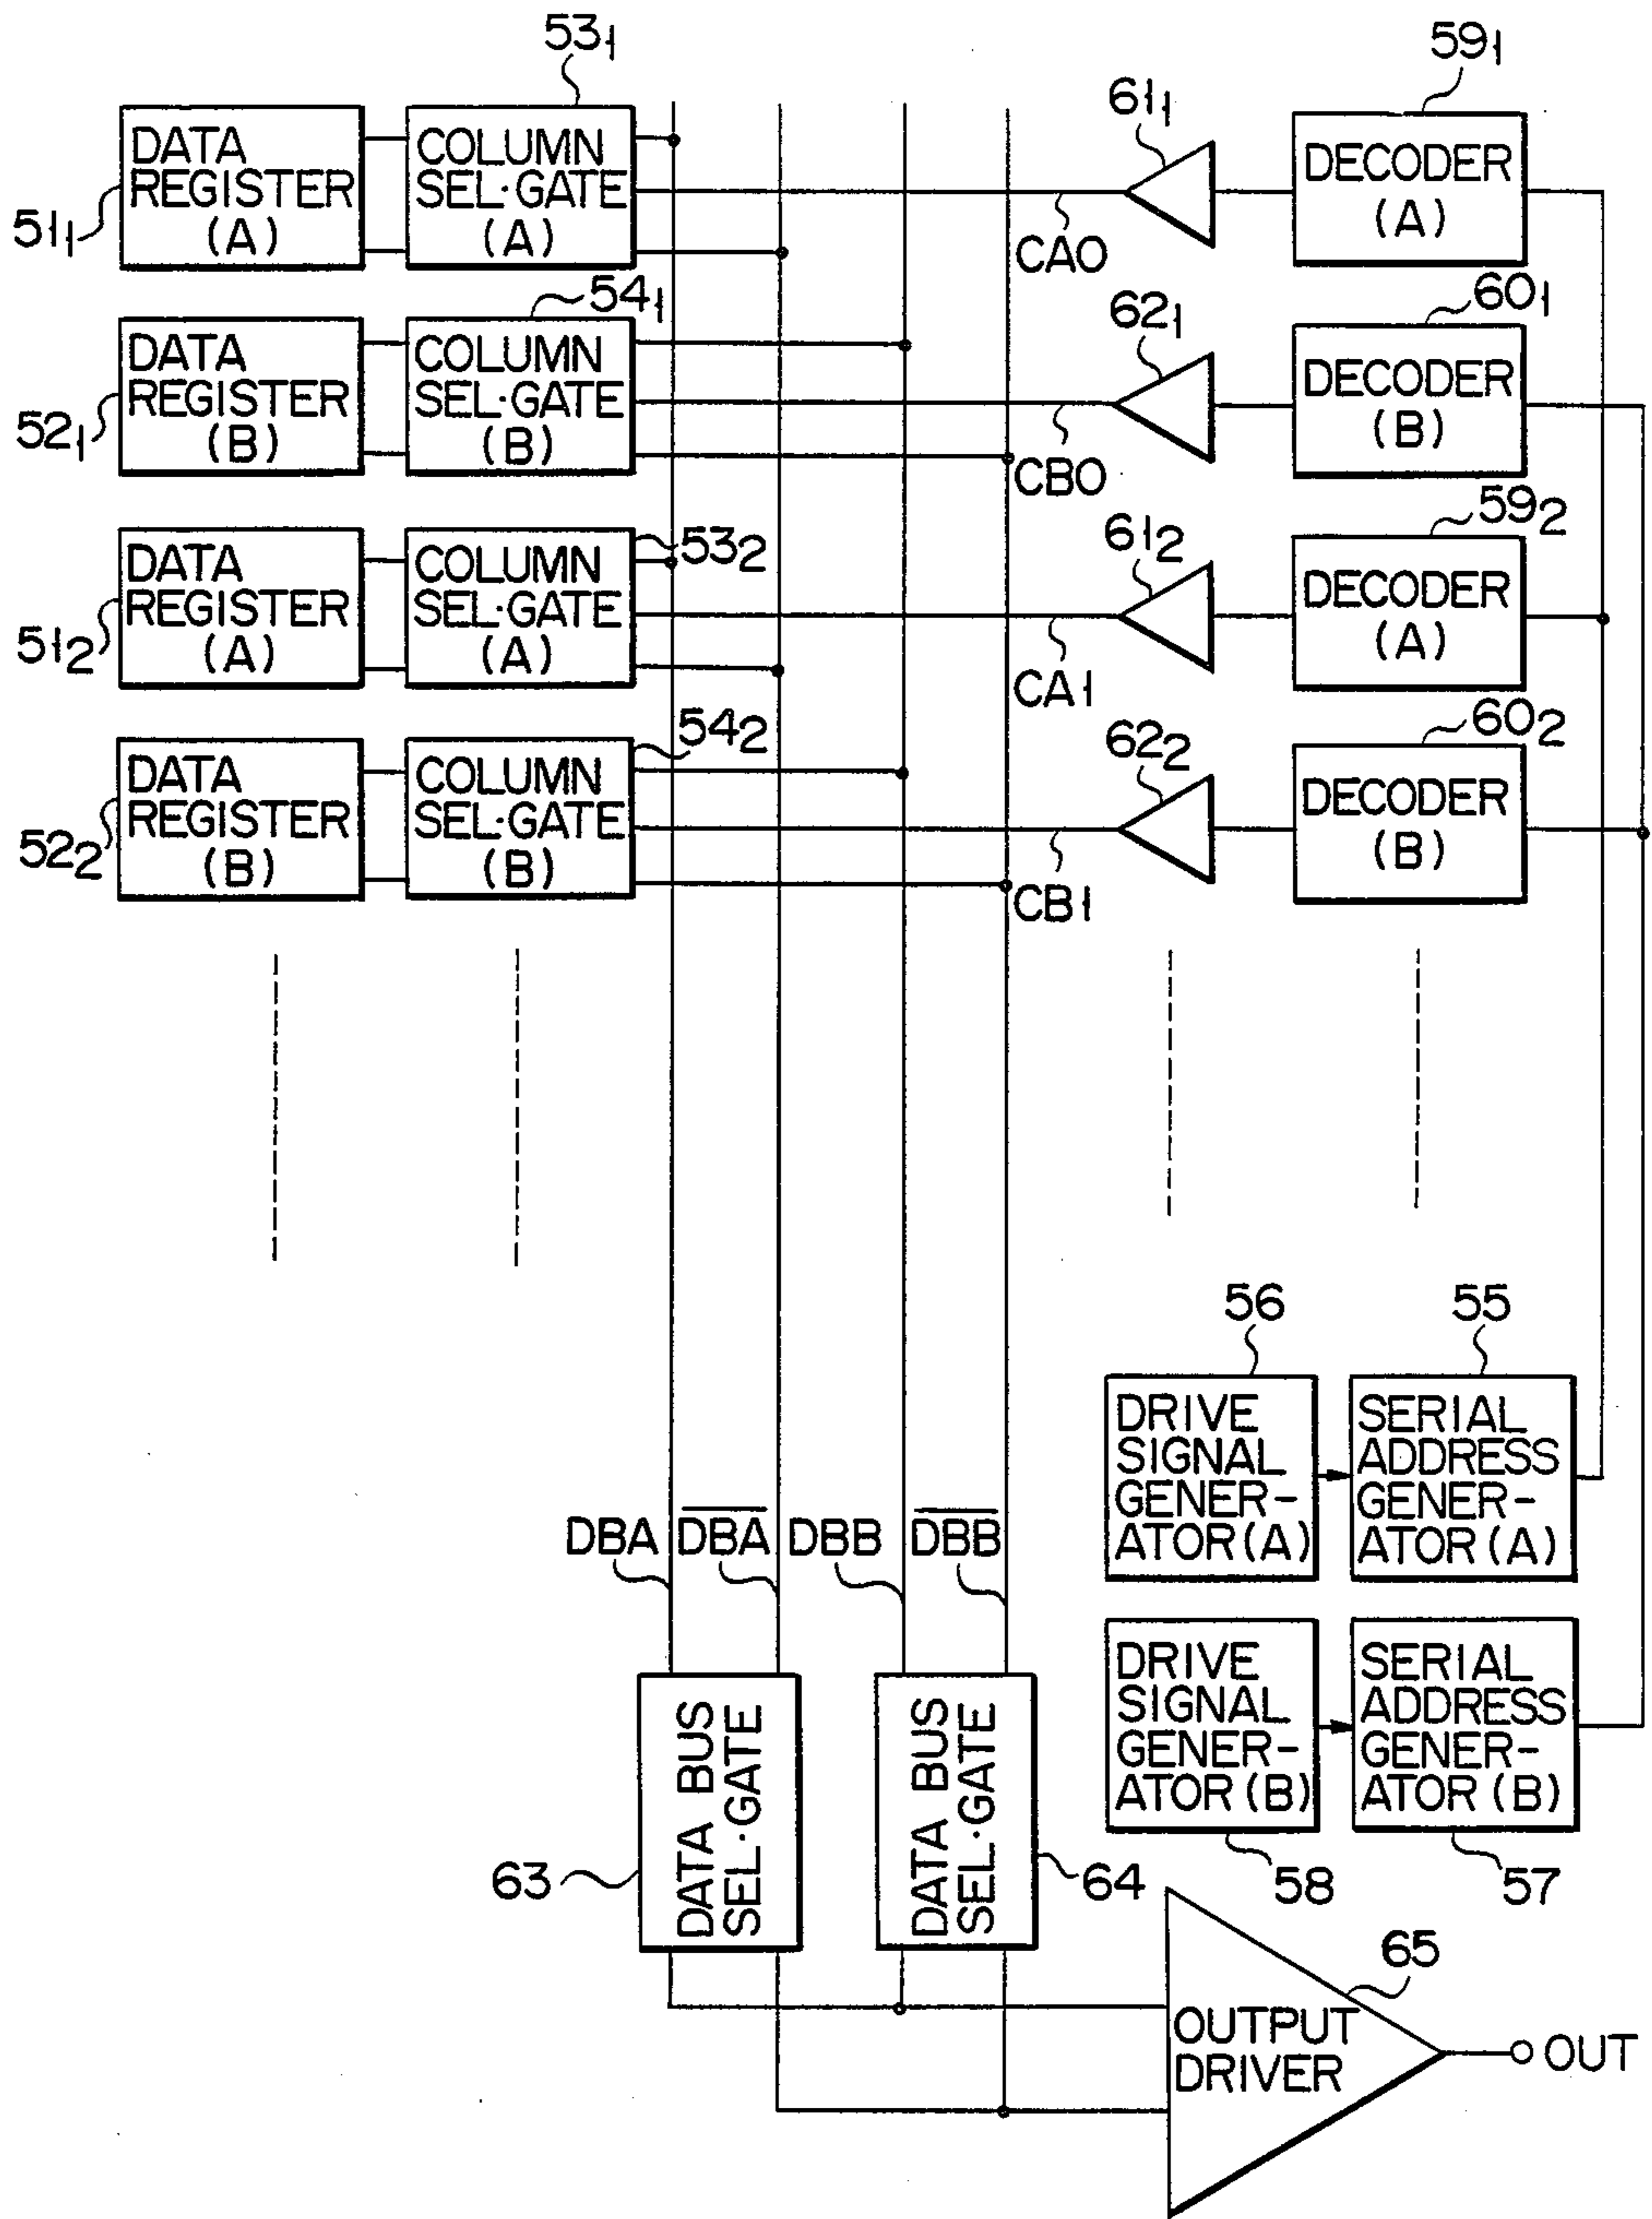 53₁
59₁
61₁
DATA
REGISTER
(A)
COLUMN
SEL·GATE
(A)
DECODER
(A)
51₁
CA0
54₁
62₁
60₁
DATA
REGISTER
(B)
COLUMN
SEL·GATE
(B)
DECODER
(B)
52₁
CB0
53₂
61₂
59₂
DATA
REGISTER
(A)
COLUMN
SEL·GATE
(A)
DECODER
(A)
51₂
CA1
54₂
62₂
60₂
DATA
REGISTER
(B)
COLUMN
SEL·GATE
(B)
DECODER
(B)
52₂
CB1
56
55
DRIVE
SIGNAL
GENER-
ATOR(A)
SERIAL
ADDRESS
GENER-
ATOR(A)
DBA D̅B̅A̅ DBB D̅B̅B̅
DRIVE
SIGNAL
GENER-
ATOR(B)
SERIAL
ADDRESS
GENER-
ATOR(B)
58
57
63
DATA BUS
SEL·GATE
DATA BUS
SEL·GATE
64
65
OUTPUT
DRIVER
OUT